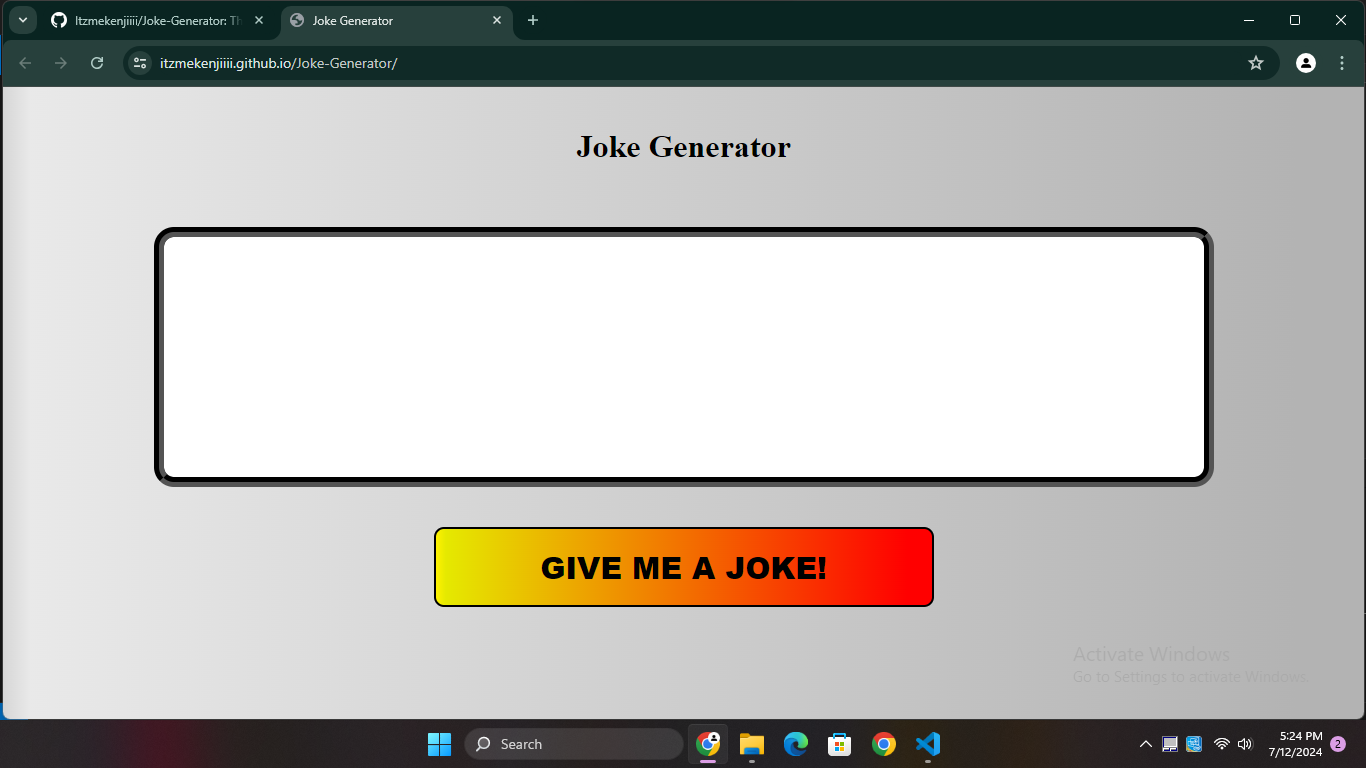 Itzmekenjiiii/Joke-Generator: Th
Joke Generator
itzmekenjiiii.github.io/Joke-Generator/
Joke Generator
GIVE ME A JOKE!
Activate Windows
Go to Settings to activate Windows.
Search
5:24 PM
7/12/2024
2